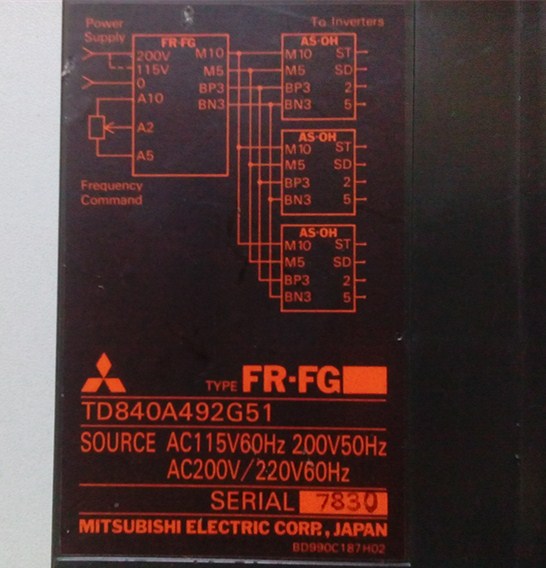 Power
Supply
To Inverters
FR-FG
200V
115V
0
A10
A2
A5
M10
M5
BP3
BN3
Frequency
Command
AS-OH
M10 ST
M5 SD
BP3 2
BN3 5
AS-OH
M10 ST
M5 SD
BP3 2
BN3 5
AS-OH
M10 ST
M5 SD
BP3 2
BN3 5
TYPE FR-FG
TD840A492G51
SOURCE AC115V60Hz 200V50Hz
AC200V/220V60Hz
SERIAL 7830
MITSUBISHI ELECTRIC CORP., JAPAN
BD990C187H02